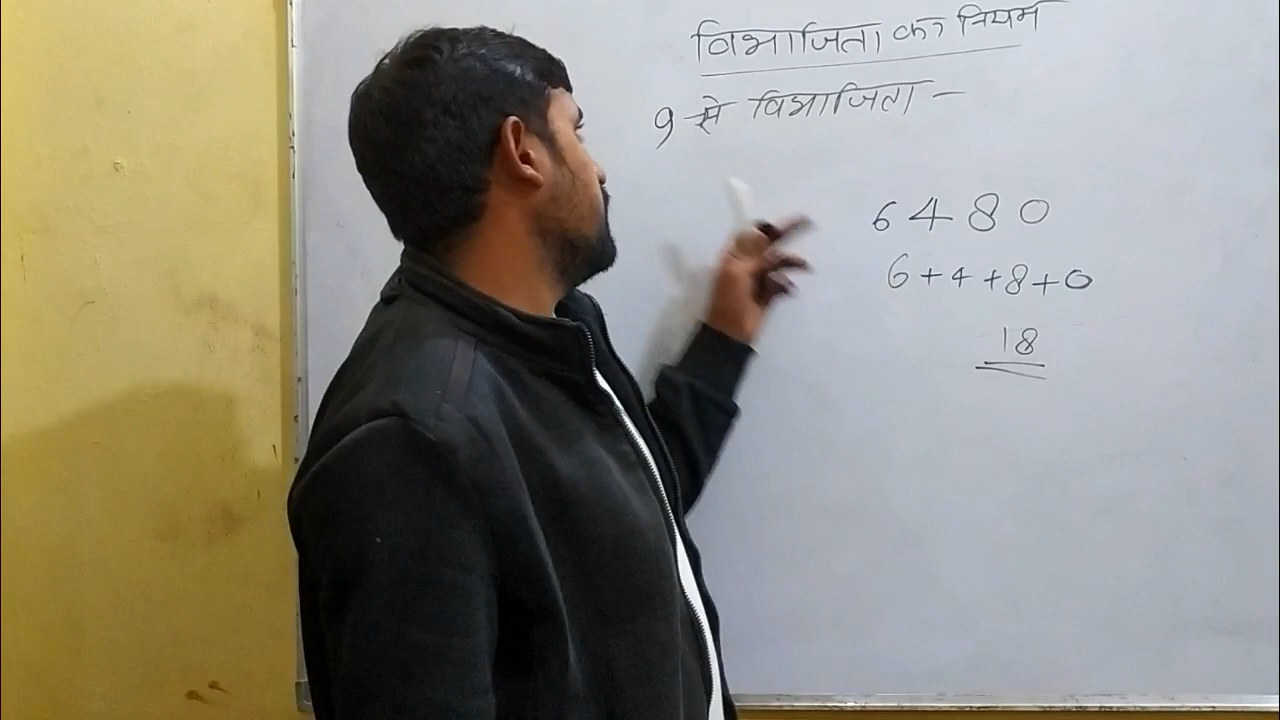 विभाजिता का नियम
9 से विभाजिता –
6480
6+4+8+0
18